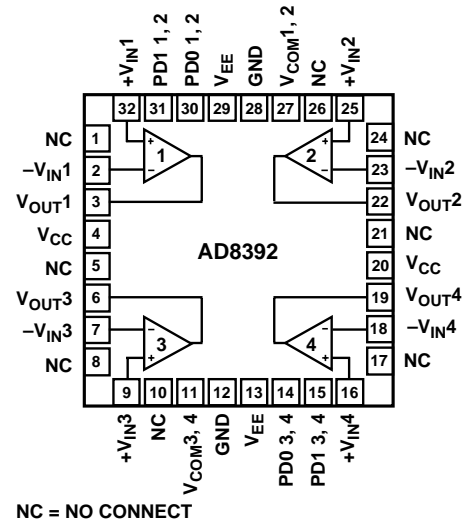 +VIN1
PD1 1, 2
PD0 1, 2
VEE
GND
VCOM1, 2
NC
+VIN2
32
31
30
29
28
27
26
25
NC 1
−VIN1 2
VOUT1 3
VCC 4
NC 5
VOUT3 6
−VIN3 7
NC 8
+
−
1
+
−
2
24 NC
23 −VIN2
22 VOUT2
21 NC
20 VCC
19 VOUT4
18 −VIN4
17 NC
AD8392
−
+
3
−
+
4
9
10
11
12
13
14
15
16
+VIN3
NC
VCOM3, 4
GND
VEE
PD0 3, 4
PD1 3, 4
+VIN4
NC = NO CONNECT